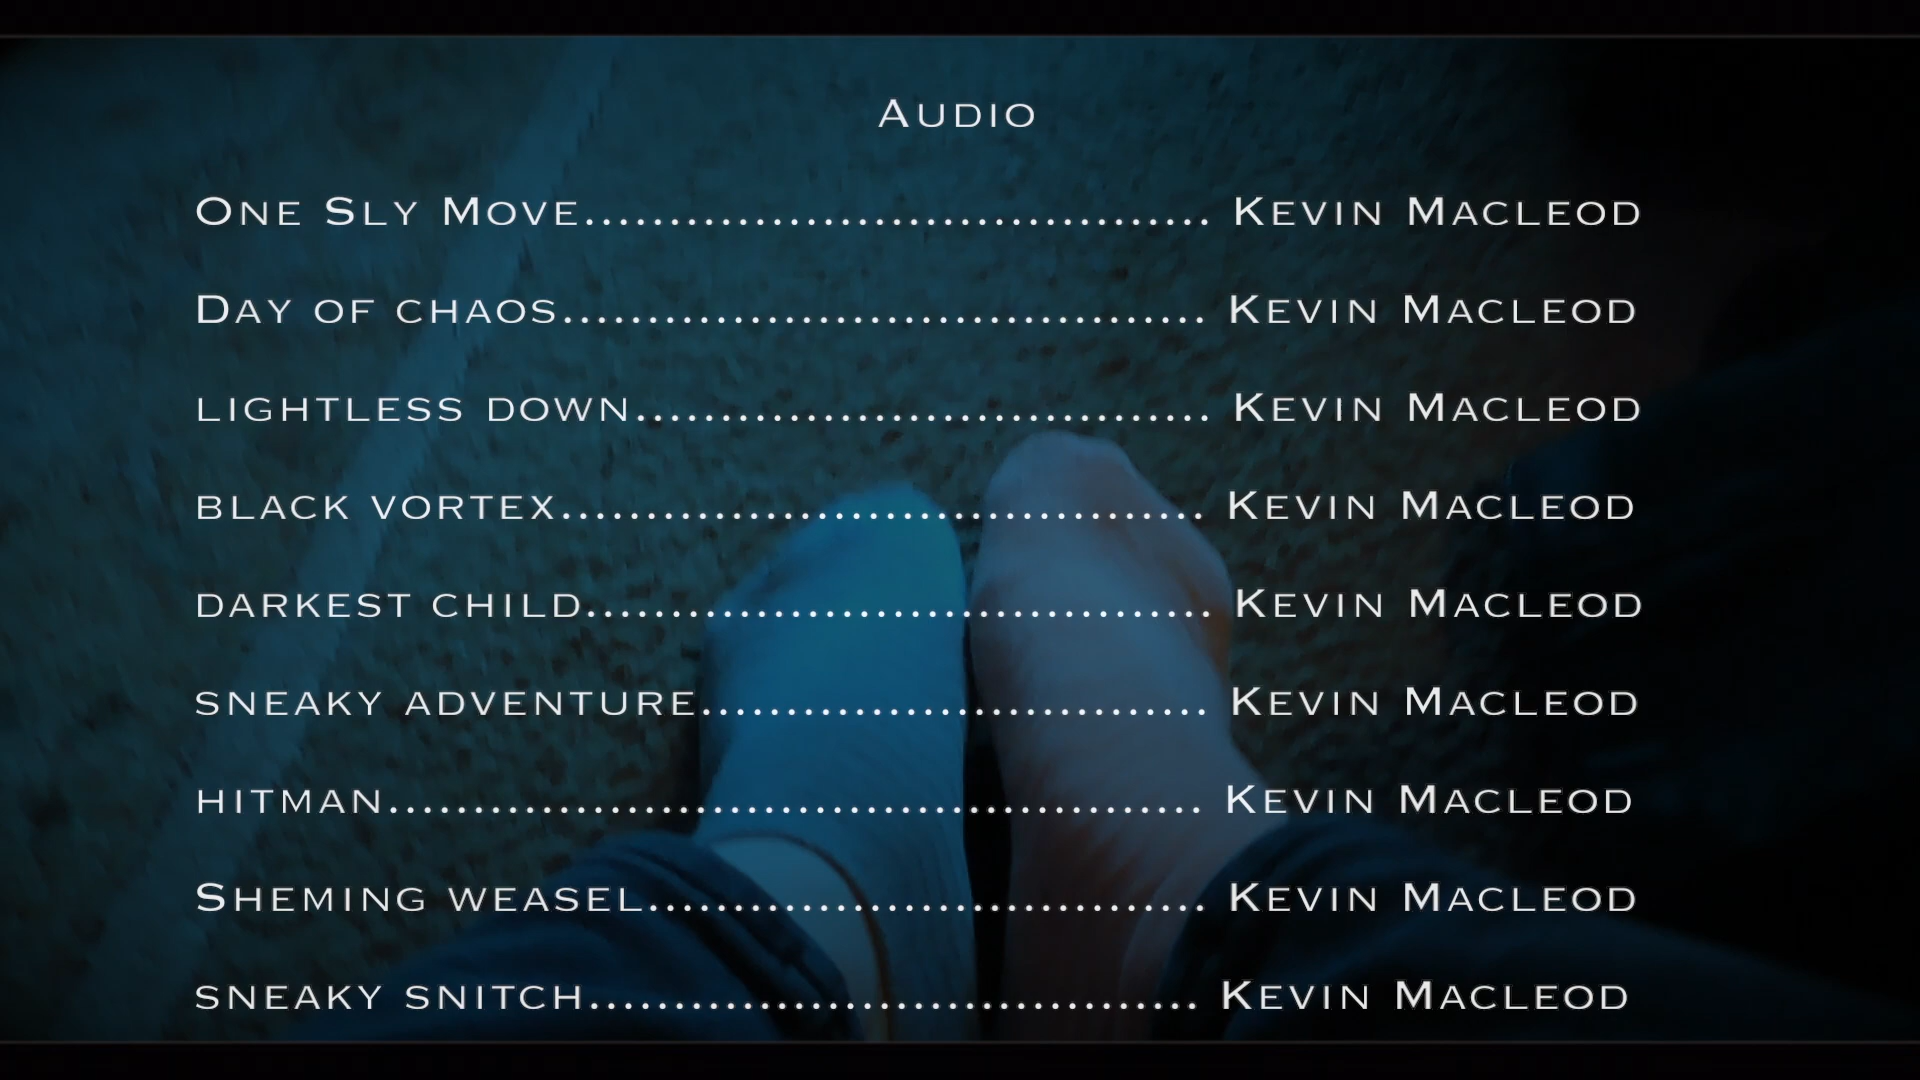 Audio
One Sly Move.................................... Kevin Macleod
Day of chaos...................................... Kevin Macleod
lightless down.................................. Kevin Macleod
black vortex...................................... Kevin Macleod
darkest child..................................... Kevin Macleod
sneaky adventure.............................. Kevin Macleod
hitman................................................ Kevin Macleod
Sheming weasel................................. Kevin Macleod
sneaky snitch.................................... Kevin Macleod